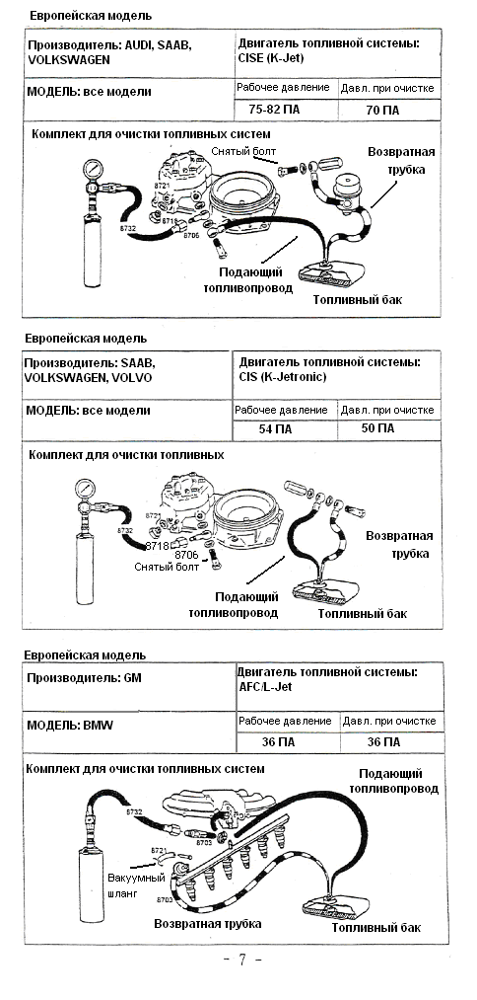 Европейская модель
Производитель: AUDI, SAAB,
VOLKSWAGEN
Двигатель топливной системы:
CISE (K-Jet)
МОДЕЛЬ: все модели
Рабочее давление
Давл. при очистке
75-82 ПА
70 ПА
Комплект для очистки топливных систем
Снятый болт
Возвратная
трубка
8721
8718
8732
8706
Подающий
топливопровод
Топливный бак
Европейская модель
Производитель: SAAB,
VOLKSWAGEN, VOLVO
Двигатель топливной системы:
CIS (K-Jetronic)
МОДЕЛЬ: все модели
Рабочее давление
Давл. при очистке
54 ПА
50 ПА
Комплект для очистки топливных
8721
8732
8718
8706
Снятый болт
Возвратная
трубка
Подающий
топливопровод
Топливный бак
Европейская модель
Производитель: GM
Двигатель топливной системы:
AFC/L-Jet
МОДЕЛЬ: BMW
Рабочее давление
Давл. при очистке
36 ПА
36 ПА
Комплект для очистки топливных систем
Подающий
топливопровод
8732
8703
8721
Вакуумный
шланг
8703
Возвратная трубка
Топливный бак
- 7 -